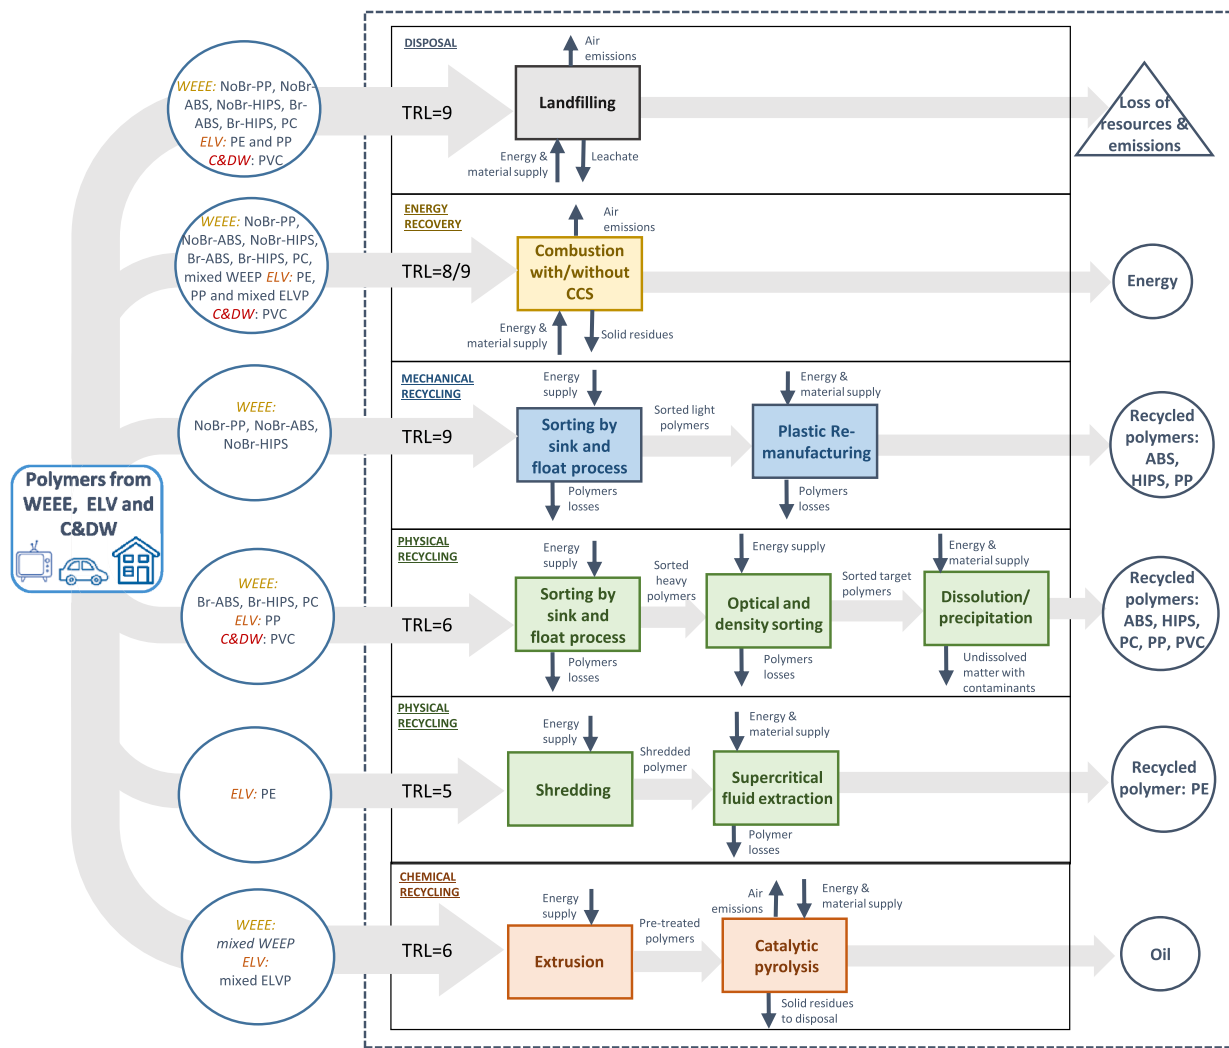 Polymers from
WEEE, ELV and
C&DW
WEEE: NoBr-PP, NoBr-
ABS, NoBr-HIPS, Br-
ABS, Br-HIPS, PC
ELV: PE and PP
C&DW: PVC
TRL=9
DISPOSAL
Air
emissions
Landfilling
Energy &
material supply
Leachate
Loss of
resources &
emissions
WEEE: NoBr-PP,
NoBr-ABS, NoBr-HIPS,
Br-ABS, Br-HIPS, PC,
mixed WEEP ELV: PE,
PP and mixed ELVP
C&DW: PVC
TRL=8/9
ENERGY
RECOVERY
Air
emissions
Combustion
with/without
CCS
Energy &
material supply
Solid residues
Energy
WEEE:
NoBr-PP, NoBr-ABS,
NoBr-HIPS
TRL=9
MECHANICAL
RECYCLING
Energy
supply
Sorting by
sink and
float process
Polymers
losses
Sorted light
polymers
Energy &
material supply
Plastic Re-
manufacturing
Polymers
losses
Recycled
polymers:
ABS,
HIPS, PP
WEEE:
Br-ABS, Br-HIPS, PC
ELV: PP
C&DW: PVC
TRL=6
PHYSICAL
RECYCLING
Energy
supply
Sorting by
sink and
float process
Polymers
losses
Sorted
heavy
polymers
Energy supply
Optical and
density sorting
Polymers
losses
Sorted target
polymers
Energy &
material supply
Dissolution/
precipitation
Undissolved
matter with
contaminants
Recycled
polymers:
ABS, HIPS,
PC, PP, PVC
ELV: PE
TRL=5
PHYSICAL
RECYCLING
Energy
supply
Shredding
Shredded
polymer
Energy &
material supply
Supercritical
fluid extraction
Polymer
losses
Recycled
polymer: PE
WEEE:
mixed WEEP
ELV:
mixed ELVP
TRL=6
CHEMICAL
RECYCLING
Energy
supply
Extrusion
Pre-treated
polymers
Air
emissions
Energy &
material supply
Catalytic
pyrolysis
Solid residues
to disposal
Oil